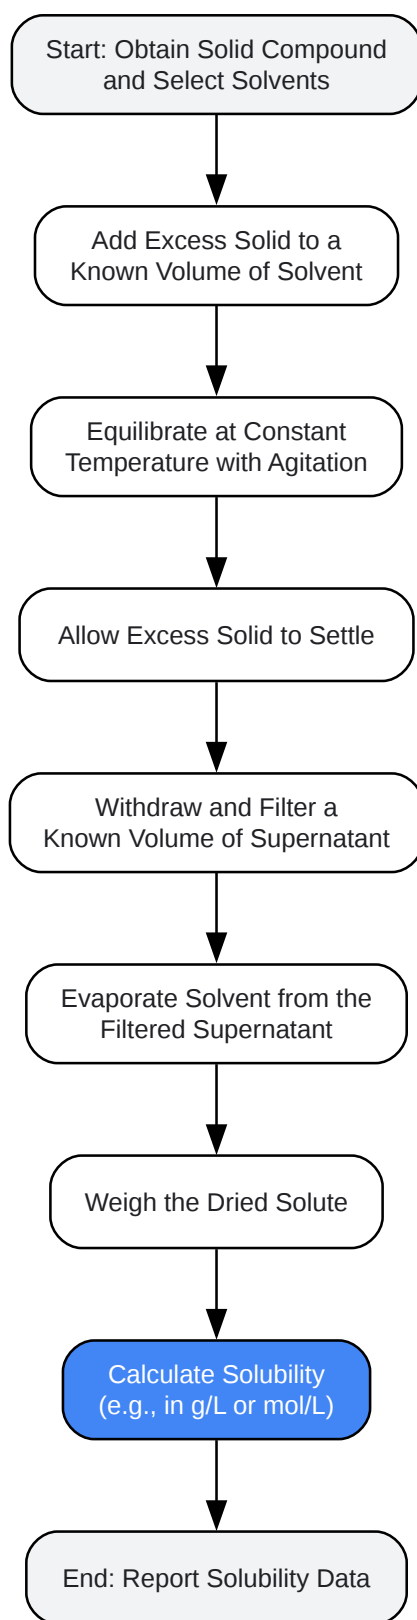 Start: Obtain Solid Compound
and Select Solvents
Add Excess Solid to a
Known Volume of Solvent
Equilibrate at Constant
Temperature with Agitation
Allow Excess Solid to Settle
Withdraw and Filter a
Known Volume of Supernatant
Evaporate Solvent from the
Filtered Supernatant
Weigh the Dried Solute
Calculate Solubility
(e.g., in g/L or mol/L)
End: Report Solubility Data